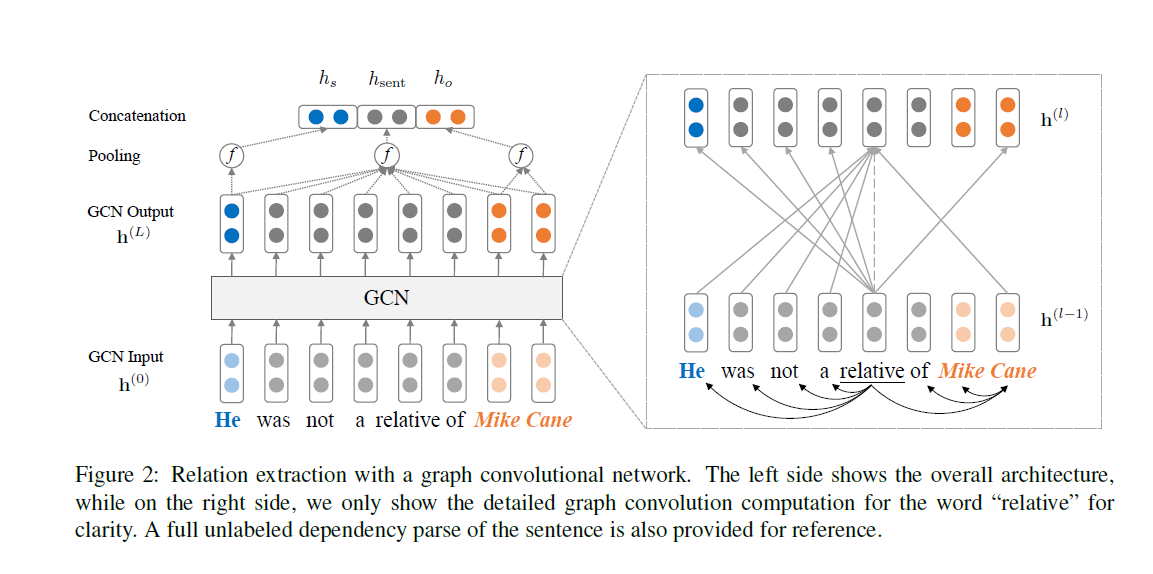 h_s h_sent h_o
Concatenation
Pooling
f f f
GCN Output
h^(L)
GCN
GCN Input
h^(0)
He was not a relative of Mike Cane
h^(l)
h^(l−1)
He was not a relative of Mike Cane
Figure 2: Relation extraction with a graph convolutional network. The left side shows the overall architecture,
while on the right side, we only show the detailed graph convolution computation for the word “relative” for
clarity. A full unlabeled dependency parse of the sentence is also provided for reference.